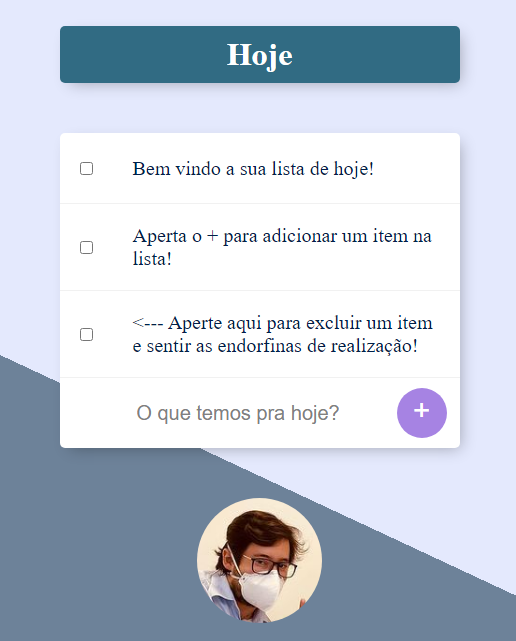 Hoje
Bem vindo a sua lista de hoje!
Aperta o + para adicionar um item na
lista!
<--- Aperte aqui para excluir um item
e sentir as endorfinas de realização!
O que temos pra hoje?
+